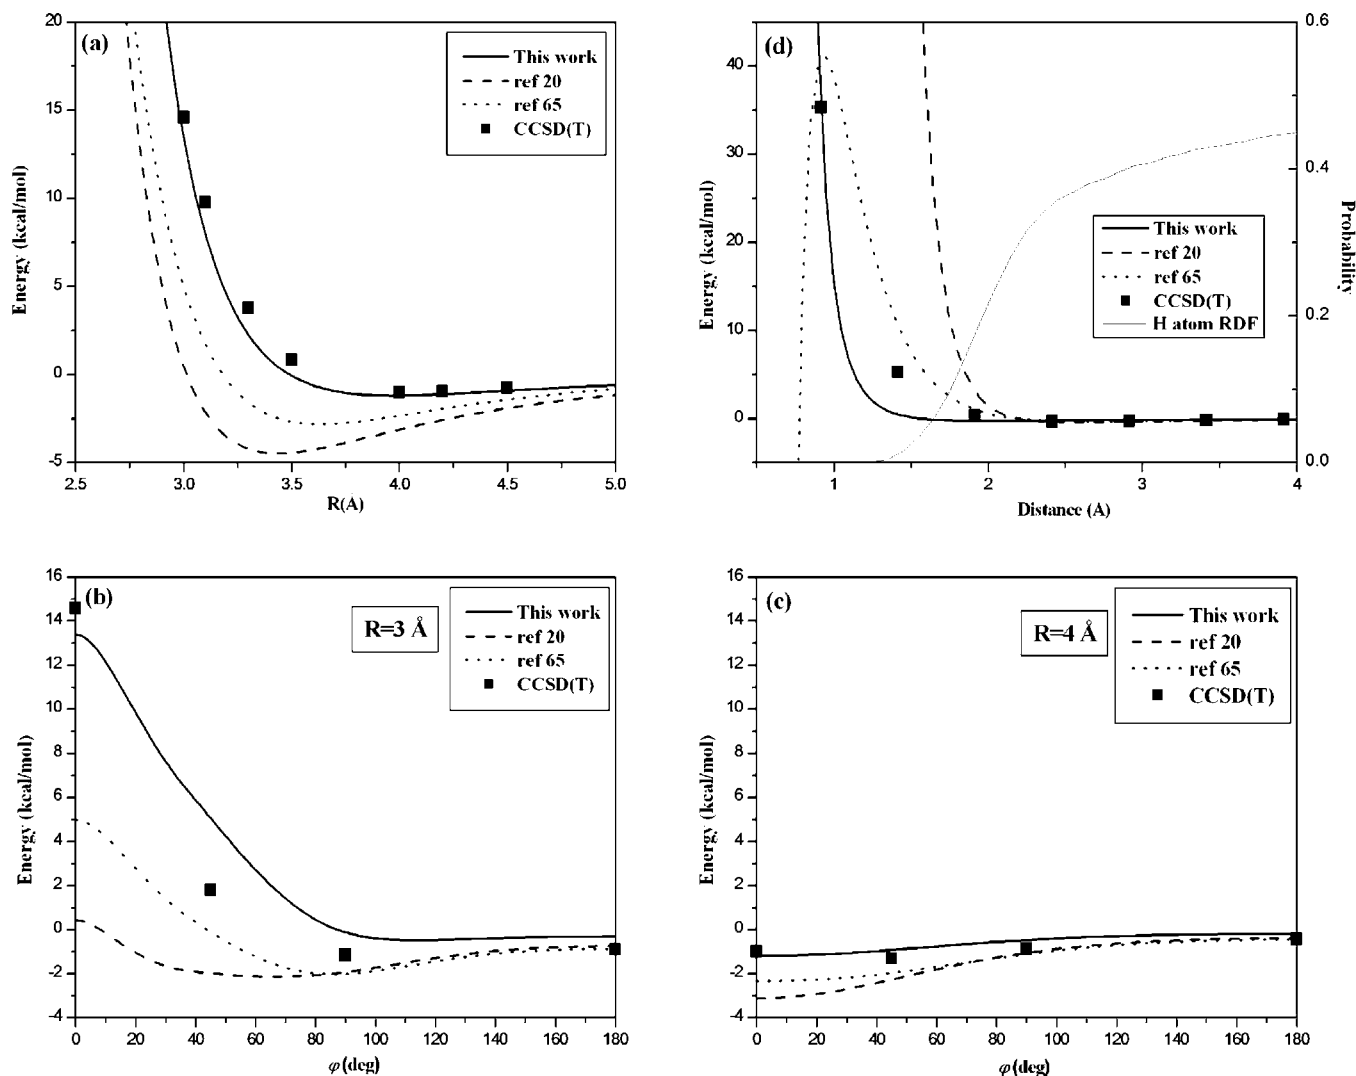 (a)
This work
ref 20
ref 65
CCSD(T)
20
15
10
5
0
-5
Energy (kcal/mol)
2.5 3.0 3.5 4.0 4.5 5.0
R(A)
(d)
This work
ref 20
ref 65
CCSD(T)
H atom RDF
40
30
20
10
0
Energy (kcal/mol)
0.6
0.4
0.2
0.0
Probability
1 2 3 4
Distance (A)
(b)
R=3 Å
This work
ref 20
ref 65
CCSD(T)
16
14
12
10
8
6
4
2
0
-2
-4
Energy (kcal/mol)
0 20 40 60 80 100 120 140 160 180
φ(deg)
(c)
R=4 Å
This work
ref 20
ref 65
CCSD(T)
16
14
12
10
8
6
4
2
0
-2
-4
Energy (kcal/mol)
0 20 40 60 80 100 120 140 160 180
φ(deg)